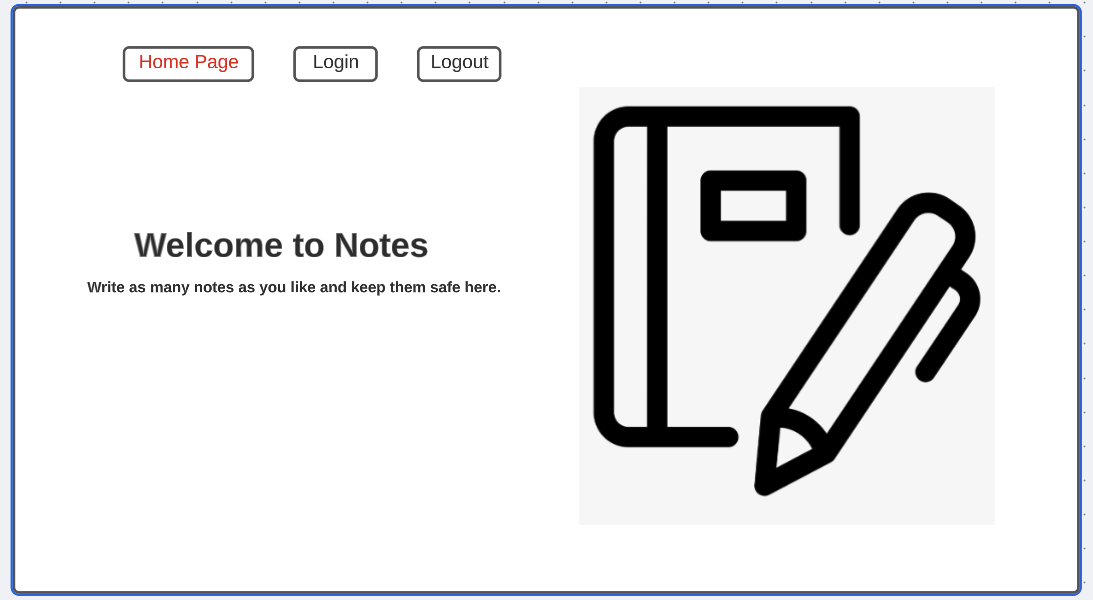 Home Page
Login
Logout
Welcome to Notes
Write as many notes as you like and keep them safe here.